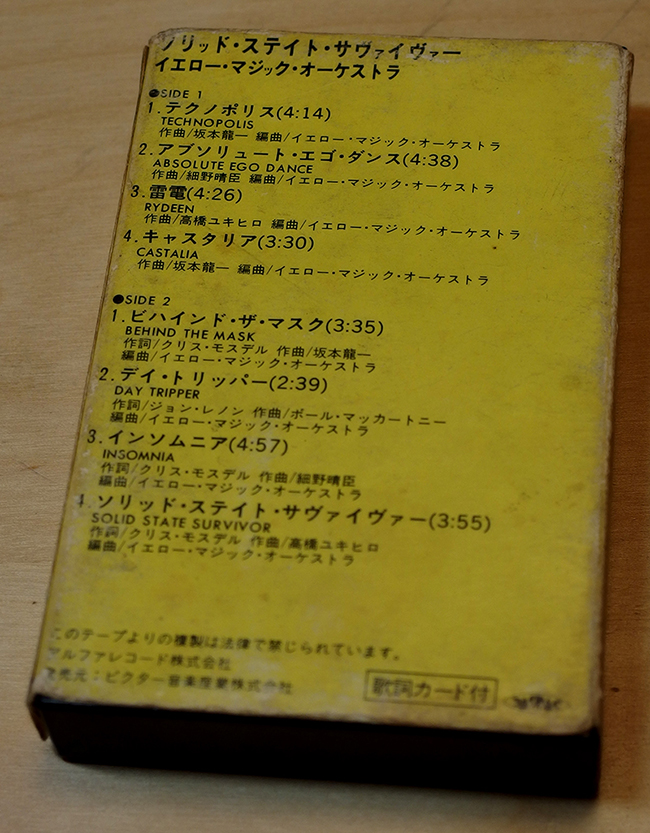 ソリッド・ステイト・サヴァイヴァー
イエロー・マジック・オーケストラ
●SIDE 1
1.テクノポリス(4:14)
TECHNOPOLIS
作曲/坂本龍一 編曲/イエロー・マジック・オーケストラ
2.アブソリュート・エゴ・ダンス(4:38)
ABSOLUTE EGO DANCE
作曲/細野晴臣 編曲/イエロー・マジック・オーケストラ
3.雷電(4:26)
RYDEEN
作曲/高橋ユキヒロ 編曲/イエロー・マジック・オーケストラ
4.キャスタリア(3:30)
CASTALIA
作曲/坂本龍一 編曲/イエロー・マジック・オーケストラ
●SIDE 2
1.ビハインド・ザ・マスク(3:35)
BEHIND THE MASK
作詞/クリス・モスデル 作曲/坂本龍一
編曲/イエロー・マジック・オーケストラ
2.デイ・トリッパー(2:39)
DAY TRIPPER
作詞/ジョン・レノン 作曲/ポール・マッカートニー
編曲/イエロー・マジック・オーケストラ
3.インソムニア(4:57)
INSOMNIA
作詞/クリス・モスデル 作曲/細野晴臣
編曲/イエロー・マジック・オーケストラ
4.ソリッド・ステイト・サヴァイヴァー(3:55)
SOLID STATE SURVIVOR
作詞/クリス・モスデル 作曲/高橋ユキヒロ
編曲/イエロー・マジック・オーケストラ
このテープよりの複製は法律で禁じられています。
アルファレコード株式会社
発売元：ビクター音楽産業株式会社
歌詞カード付